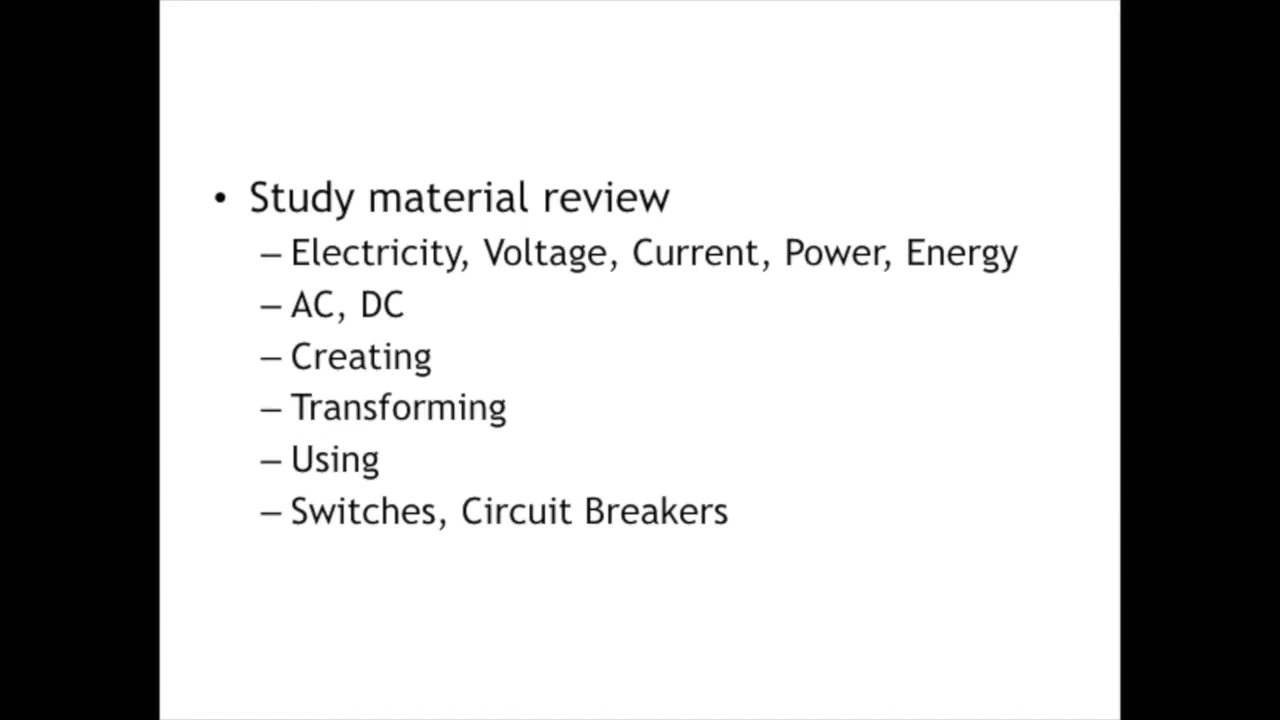 • Study material review
– Electricity, Voltage, Current, Power, Energy
– AC, DC
– Creating
– Transforming
– Using
– Switches, Circuit Breakers